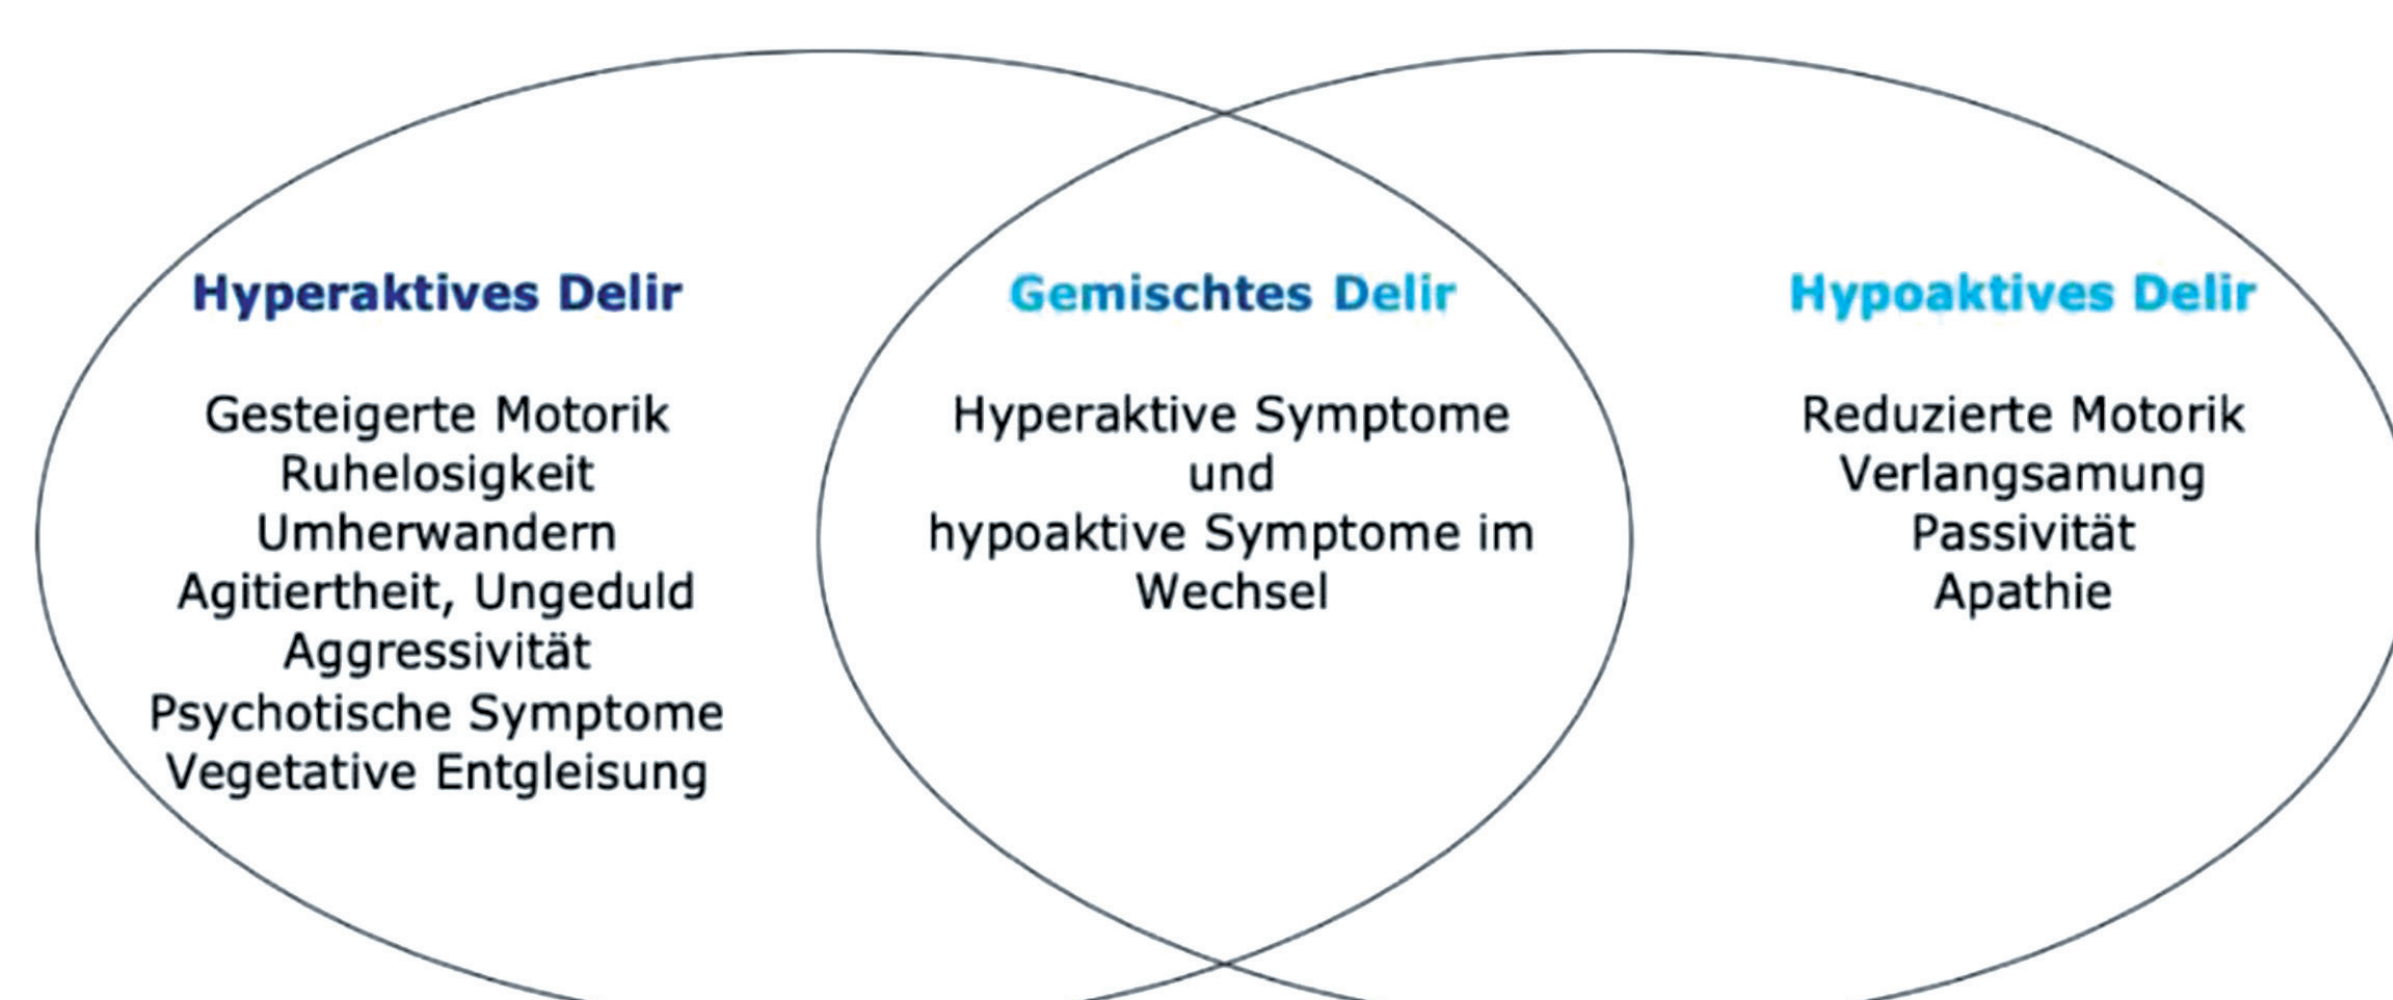 Hyperaktives Delir
Gesteigerte Motorik
Ruhelosigkeit
Umherwandern
Agitiertheit, Ungeduld
Aggressivität
Psychotische Symptome
Vegetative Entgleisung
Gemischtes Delir
Hyperaktive Symptome
und
hypoaktive Symptome im
Wechsel
Hypoaktives Delir
Reduzierte Motorik
Verlangsamung
Passivität
Apathie